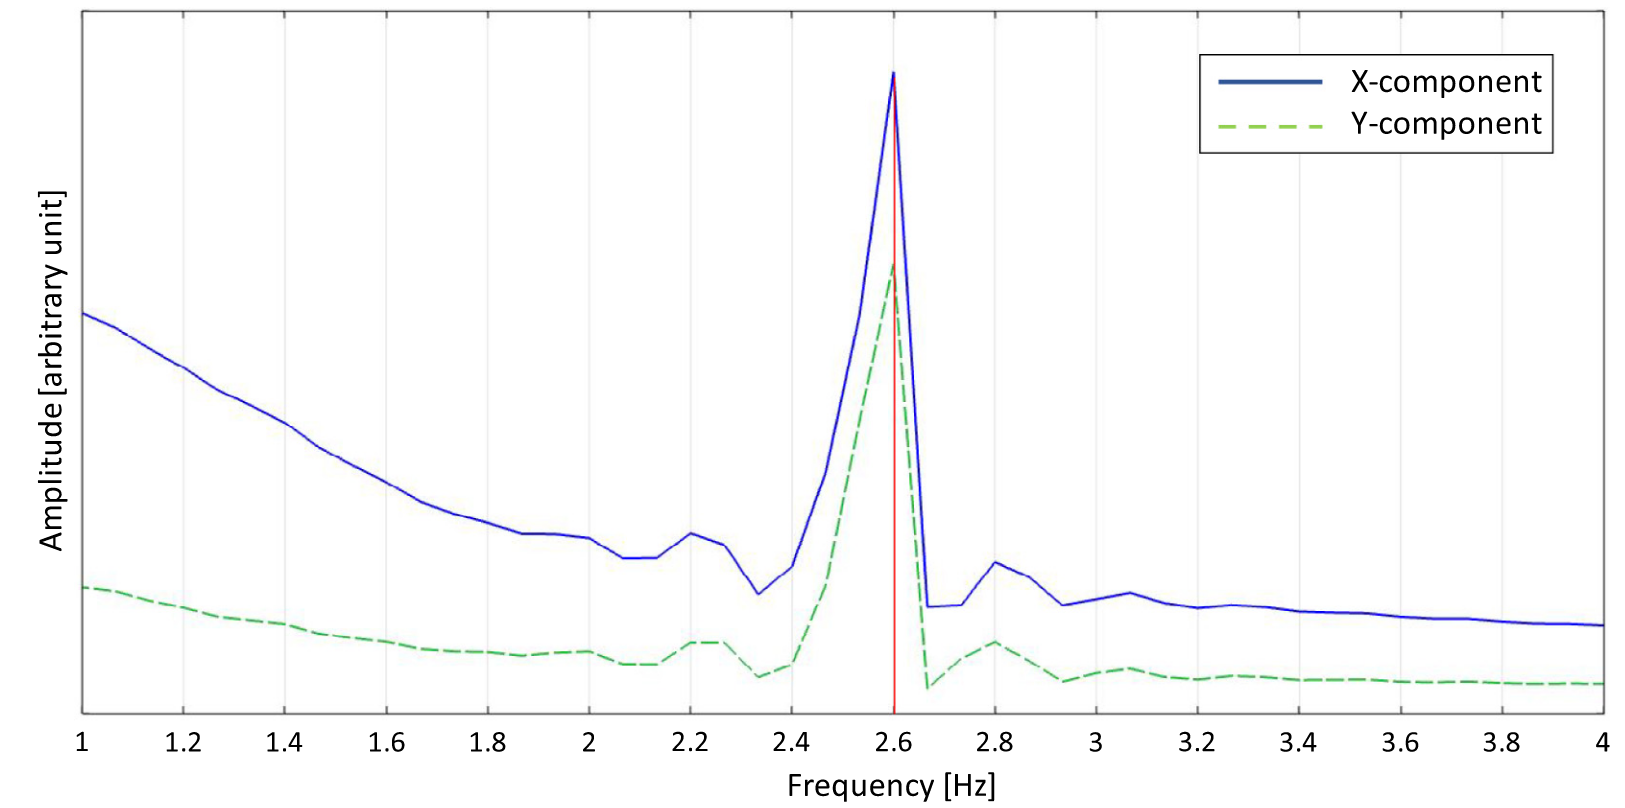 X-component
Y-component
Amplitude [arbitrary unit]
1 1.2 1.4 1.6 1.8 2 2.2 2.4 2.6 2.8 3 3.2 3.4 3.6 3.8 4
Frequency [Hz]